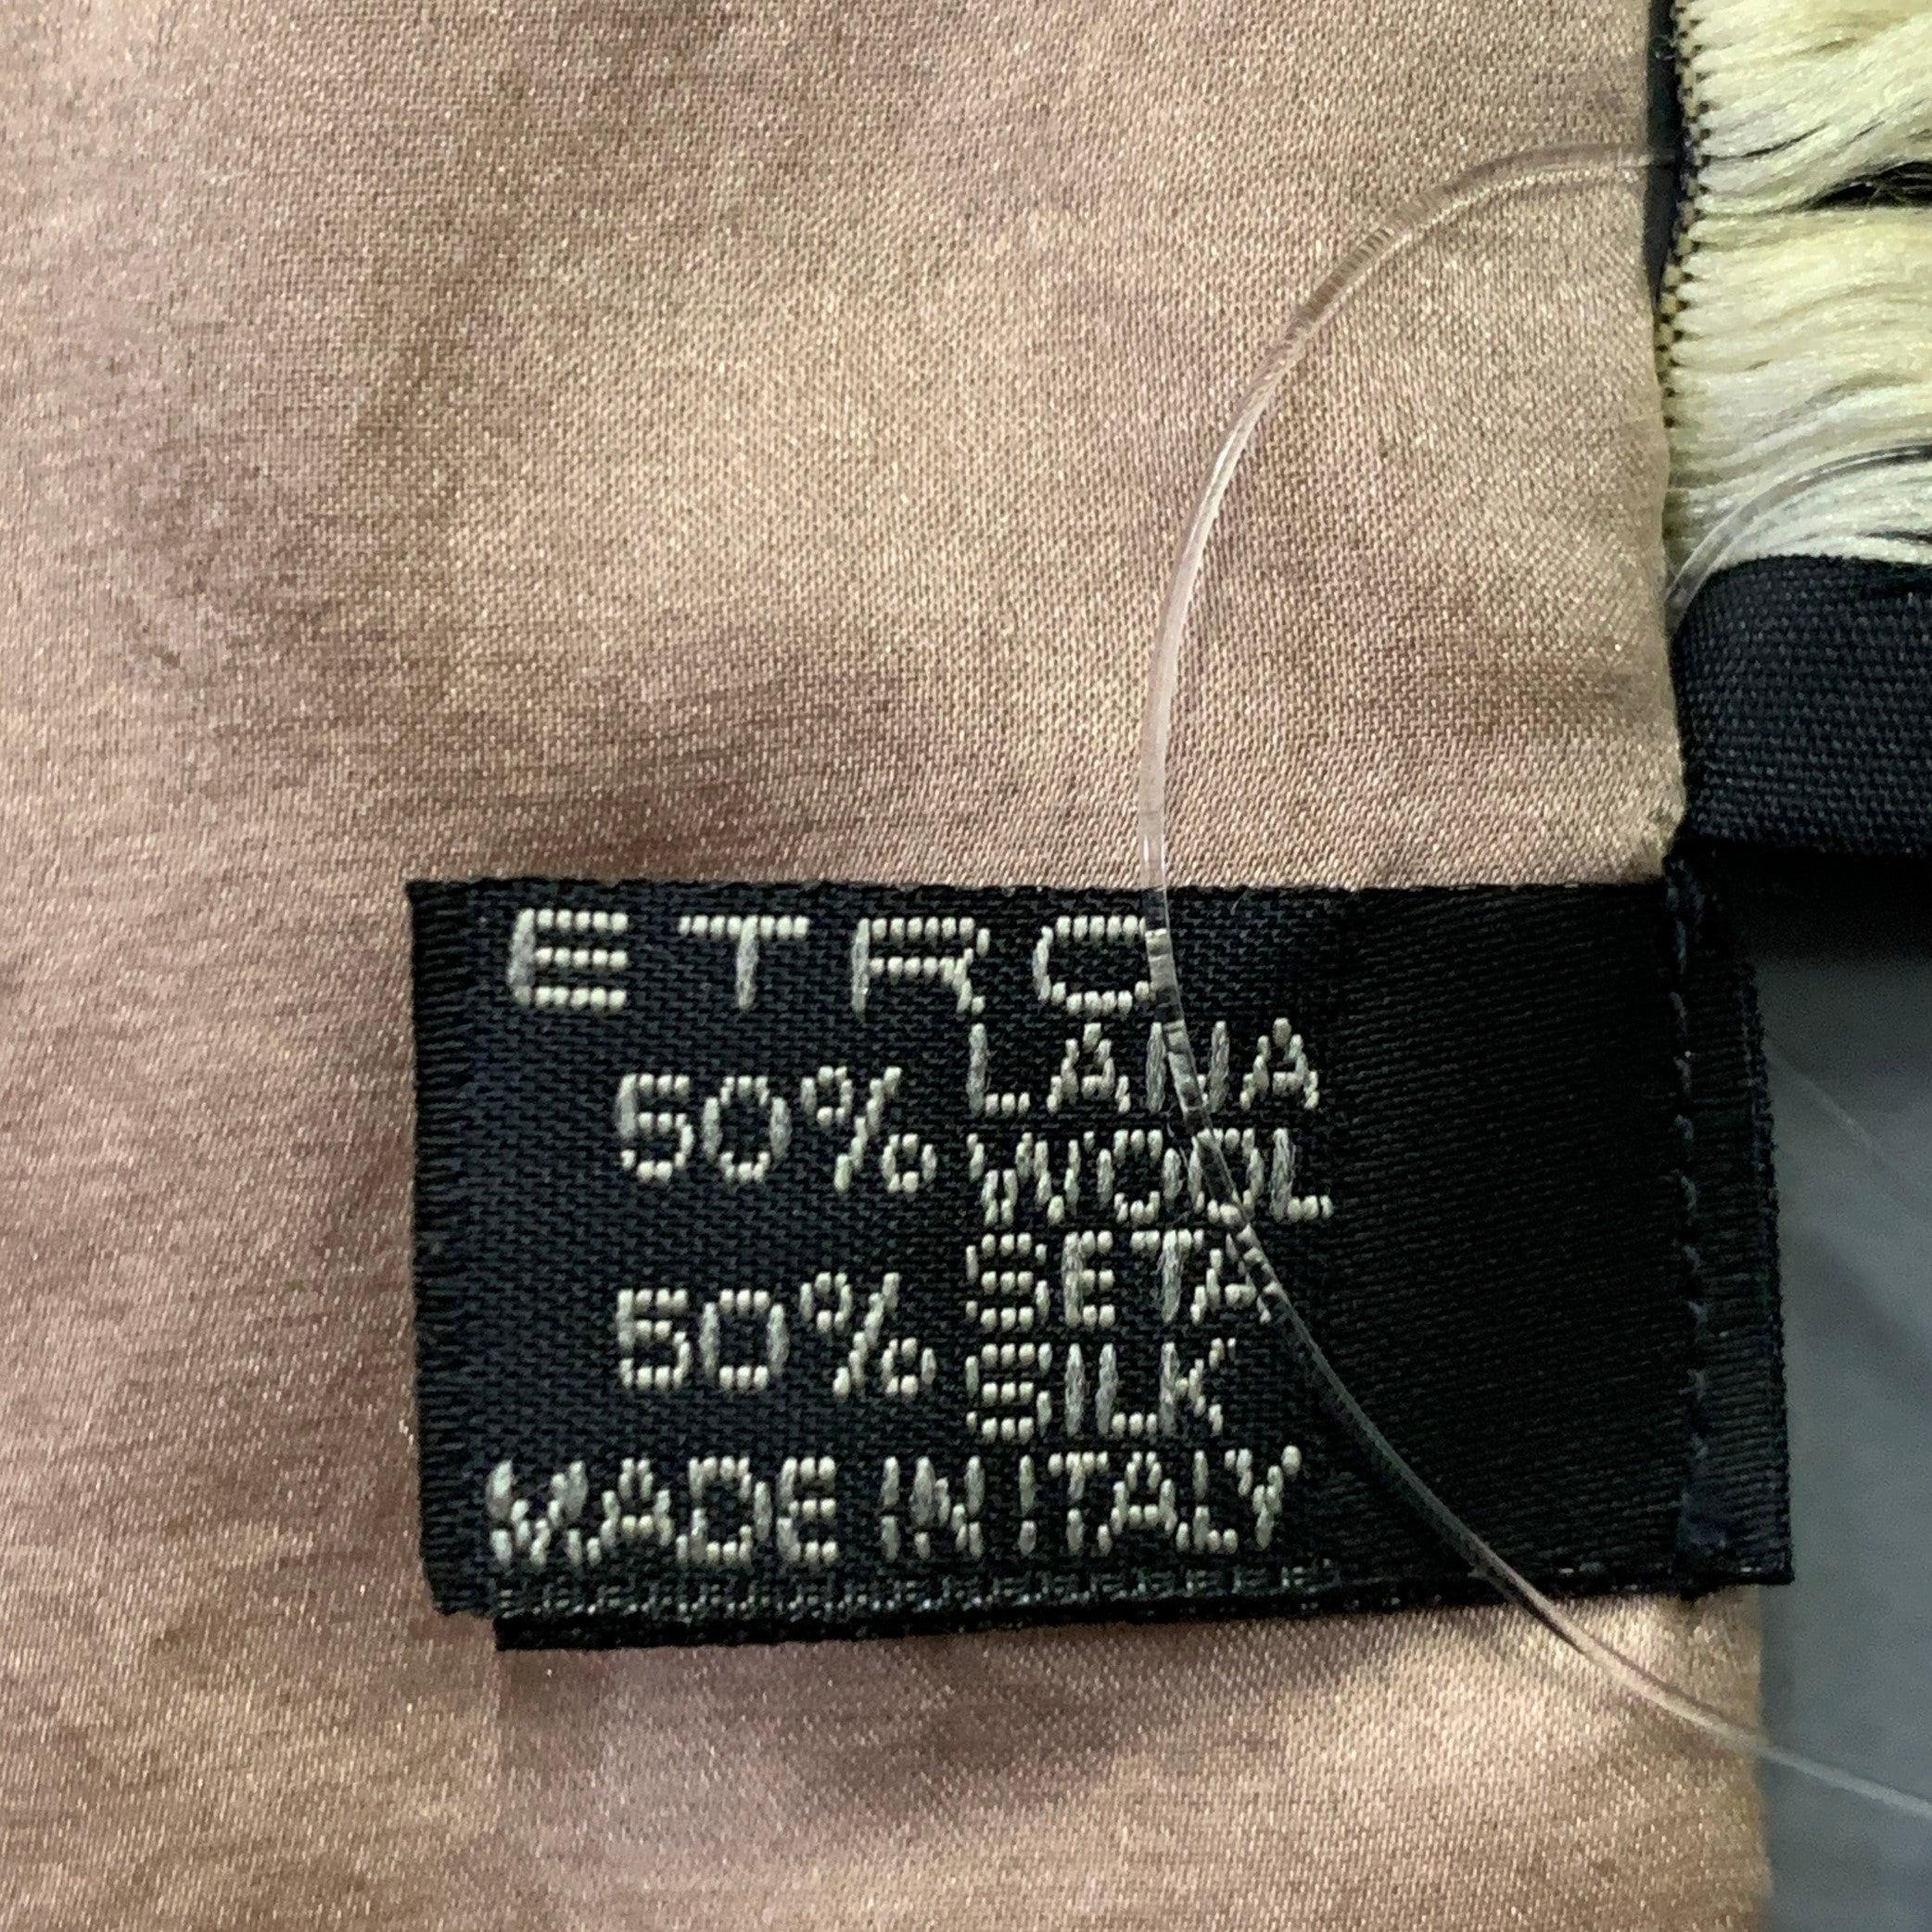 ETRO
50% LANA
WOOL
50% SETA
SILK
MADE IN ITALY